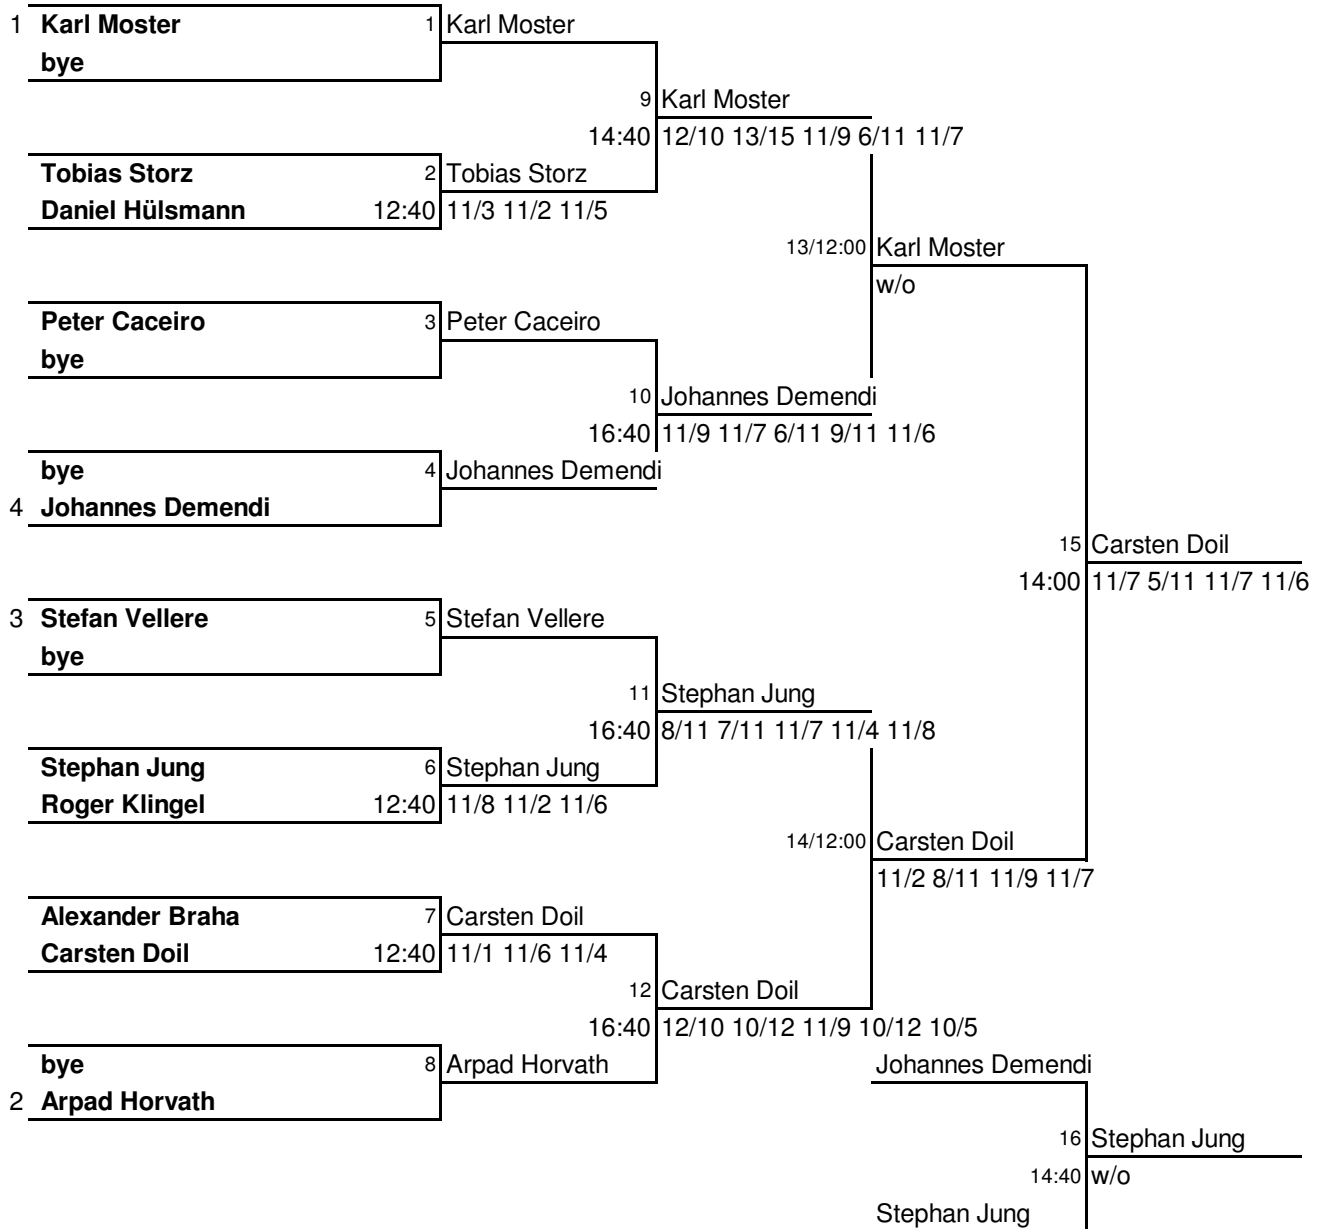 1 Karl Moster 1 Karl Moster
bye
9 Karl Moster
14:40 12/10 13/15 11/9 6/11 11/7
Tobias Storz 2 Tobias Storz
Daniel Hülsmann 12:40 11/3 11/2 11/5
13/12:00 Karl Moster
w/o
Peter Caceiro 3 Peter Caceiro
bye
10 Johannes Demendi
16:40 11/9 11/7 6/11 9/11 11/6
bye 4 Johannes Demendi
4 Johannes Demendi
15 Carsten Doil
14:00 11/7 5/11 11/7 11/6
3 Stefan Vellere 5 Stefan Vellere
bye
11 Stephan Jung
16:40 8/11 7/11 11/7 11/4 11/8
Stephan Jung 6 Stephan Jung
Roger Klingel 12:40 11/8 11/2 11/6
14/12:00 Carsten Doil
11/2 8/11 11/9 11/7
Alexander Braha 7 Carsten Doil
Carsten Doil 12:40 11/1 11/6 11/4
12 Carsten Doil
16:40 12/10 10/12 11/9 10/12 10/5
bye 8 Arpad Horvath Johannes Demendi
2 Arpad Horvath
16 Stephan Jung
14:40 w/o
Stephan Jung